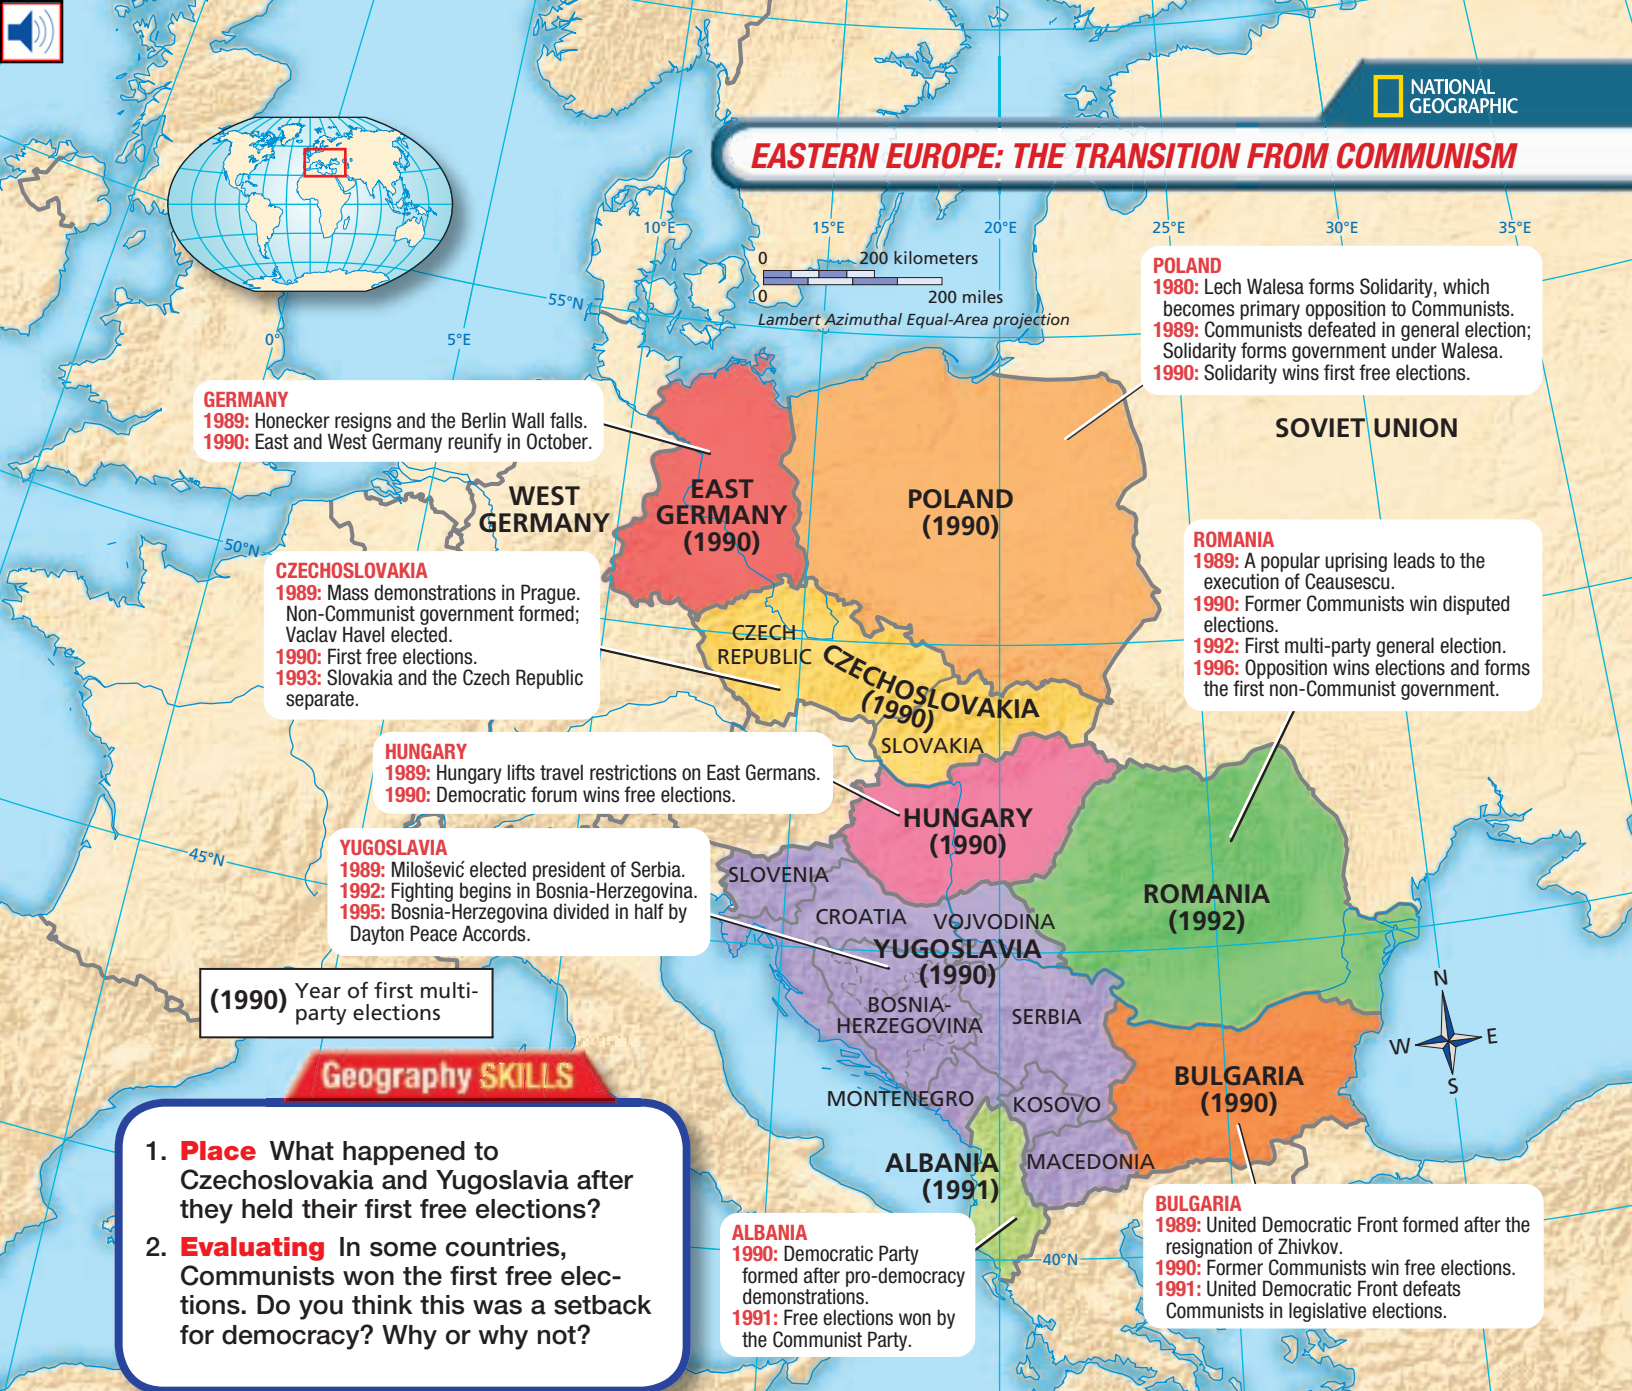 NATIONAL
GEOGRAPHIC
EASTERN EUROPE: THE TRANSITION FROM COMMUNISM
10°E
15°E
20°E
25°E
30°E
35°E
0
200 kilometers
0
200 miles
Lambert Azimuthal Equal-Area projection
55°N
0°
5°E
50°N
45°N
40°N
POLAND
1980: Lech Walesa forms Solidarity, which
becomes primary opposition to Communists.
1989: Communists defeated in general election;
Solidarity forms government under Walesa.
1990: Solidarity wins first free elections.
GERMANY
1989: Honecker resigns and the Berlin Wall falls.
1990: East and West Germany reunify in October.
SOVIET UNION
WEST
GERMANY
EAST
GERMANY
(1990)
POLAND
(1990)
ROMANIA
1989: A popular uprising leads to the
execution of Ceausescu.
1990: Former Communists win disputed
elections.
1992: First multi-party general election.
1996: Opposition wins elections and forms
the first non-Communist government.
CZECHOSLOVAKIA
1989: Mass demonstrations in Prague.
Non-Communist government formed;
Vaclav Havel elected.
1990: First free elections.
1993: Slovakia and the Czech Republic
separate.
CZECH
REPUBLIC
CZECHOSLOVAKIA
(1990)
SLOVAKIA
HUNGARY
1989: Hungary lifts travel restrictions on East Germans.
1990: Democratic forum wins free elections.
HUNGARY
(1990)
YUGOSLAVIA
1989: Milošević elected president of Serbia.
1992: Fighting begins in Bosnia-Herzegovina.
1995: Bosnia-Herzegovina divided in half by
Dayton Peace Accords.
SLOVENIA
CROATIA
VOJVODINA
YUGOSLAVIA
(1990)
ROMANIA
(1992)
BOSNIA-
HERZEGOVINA
SERBIA
MONTENEGRO
KOSOVO
BULGARIA
(1990)
ALBANIA
(1991)
MACEDONIA
N
W
E
S
(1990) Year of first multi-
party elections
Geography SKILLS
1. Place What happened to
Czechoslovakia and Yugoslavia after
they held their first free elections?
2. Evaluating In some countries,
Communists won the first free elec-
tions. Do you think this was a setback
for democracy? Why or why not?
ALBANIA
1990: Democratic Party
formed after pro-democracy
demonstrations.
1991: Free elections won by
the Communist Party.
BULGARIA
1989: United Democratic Front formed after the
resignation of Zhivkov.
1990: Former Communists win free elections.
1991: United Democratic Front defeats
Communists in legislative elections.